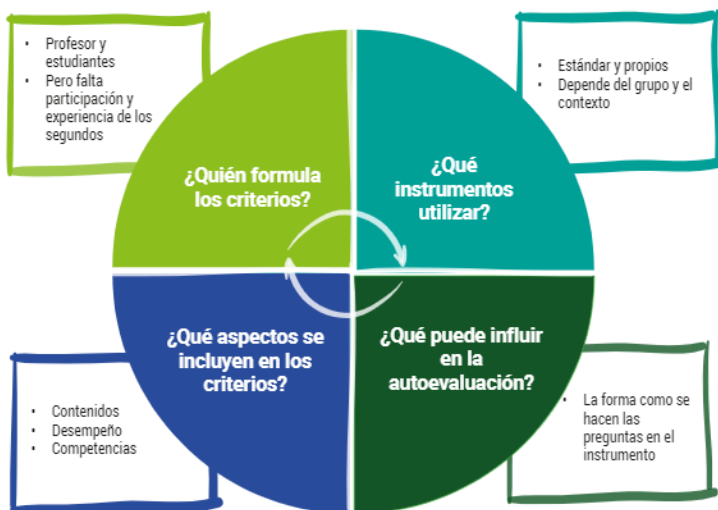 • Profesor y
estudiantes
• Pero falta
participación y
experiencia de los
segundos
¿Quién formula
los criterios?
• Estándar y propios
• Depende del grupo y el
contexto
¿Qué
instrumentos
utilizar?
¿Qué aspectos se
incluyen en los
criterios?
• Contenidos
• Desempeño
• Competencias
¿Qué puede influir
en la
autoevaluación?
• La forma como se
hacen las
preguntas en el
instrumento